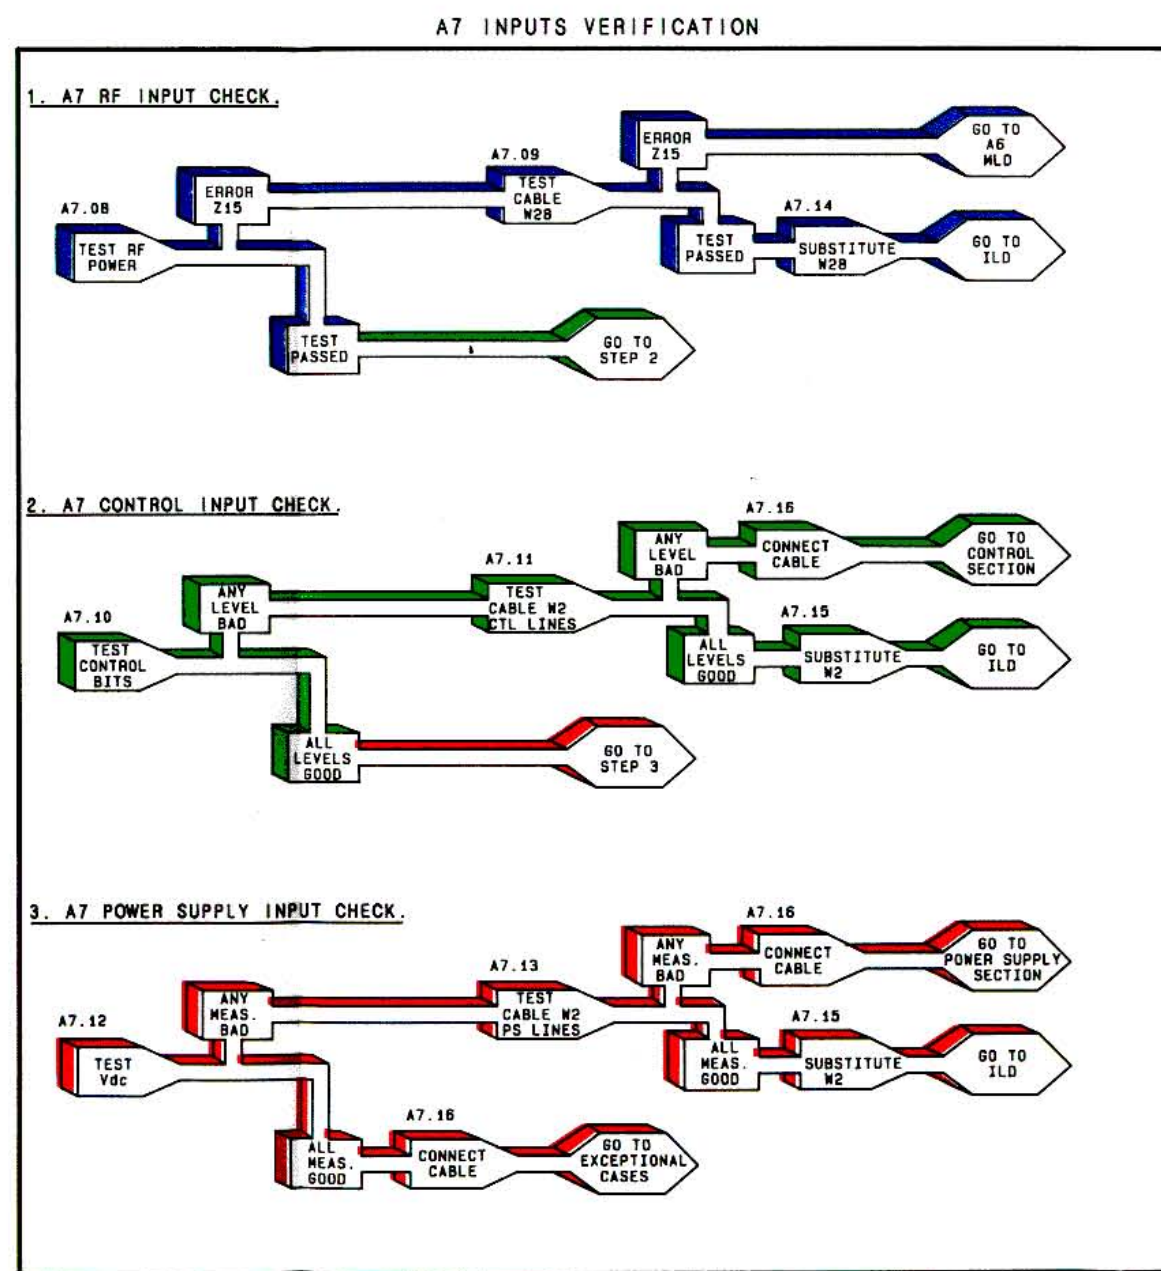 A7 INPUTS VERIFICATION
1. A7 RF INPUT CHECK.
A7.08
TEST RF
POWER
ERROR
Z15
TEST
PASSED
GO TO
STEP 2
A7.09
TEST
CABLE
W28
ERROR
Z15
GO TO
A6
MLD
TEST
PASSED
A7.14
SUBSTITUTE
W28
GO TO
ILD
2. A7 CONTROL INPUT CHECK.
A7.10
TEST
CONTROL
BITS
ANY
LEVEL
BAD
ALL
LEVELS
GOOD
GO TO
STEP 3
A7.11
TEST
CABLE W2
CTL LINES
ANY
LEVEL
BAD
A7.16
CONNECT
CABLE
GO TO
CONTROL
SECTION
ALL
LEVELS
GOOD
A7.15
SUBSTITUTE
W2
GO TO
ILD
3. A7 POWER SUPPLY INPUT CHECK.
A7.12
TEST
Vdc
ANY
MEAS.
BAD
ALL
MEAS.
GOOD
A7.16
CONNECT
CABLE
GO TO
EXCEPTIONAL
CASES
A7.13
TEST
CABLE W2
PS LINES
ANY
MEAS.
BAD
A7.16
CONNECT
CABLE
GO TO
POWER SUPPLY
SECTION
ALL
MEAS.
GOOD
A7.15
SUBSTITUTE
W2
GO TO
ILD